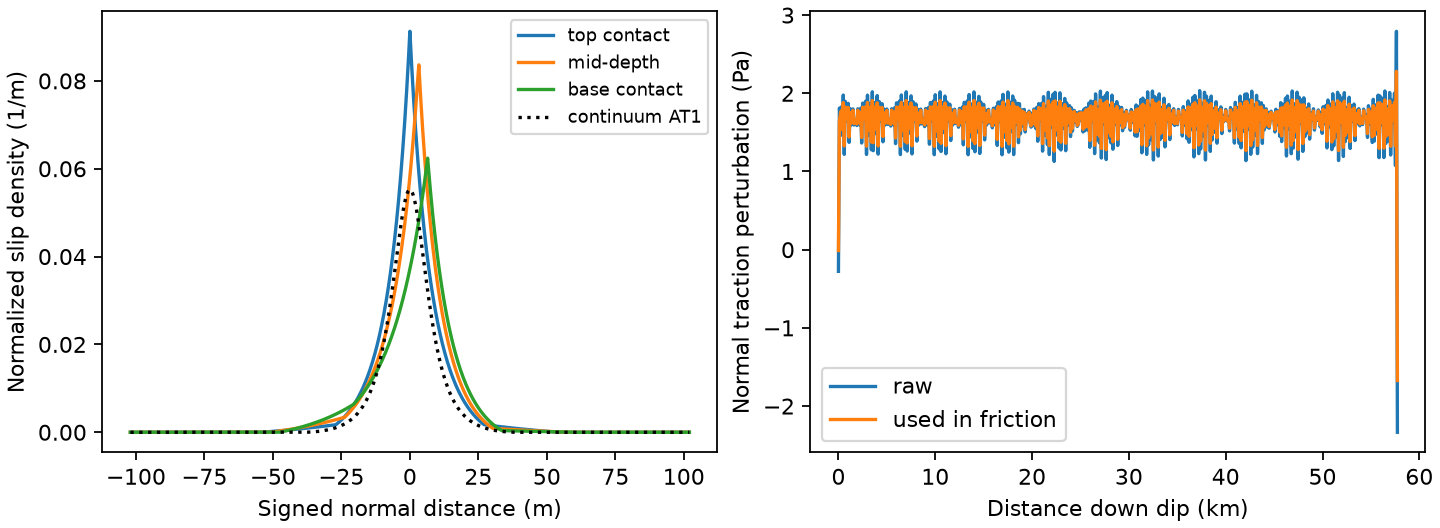 Normalized slip density (1/m)
0.08
0.06
0.04
0.02
0.00
−100 −75 −50 −25 0 25 50 75 100
Signed normal distance (m)
top contact
mid-depth
base contact
continuum AT1
Normal traction perturbation (Pa)
3
2
1
0
−1
−2
0 10 20 30 40 50 60
Distance down dip (km)
raw
used in friction